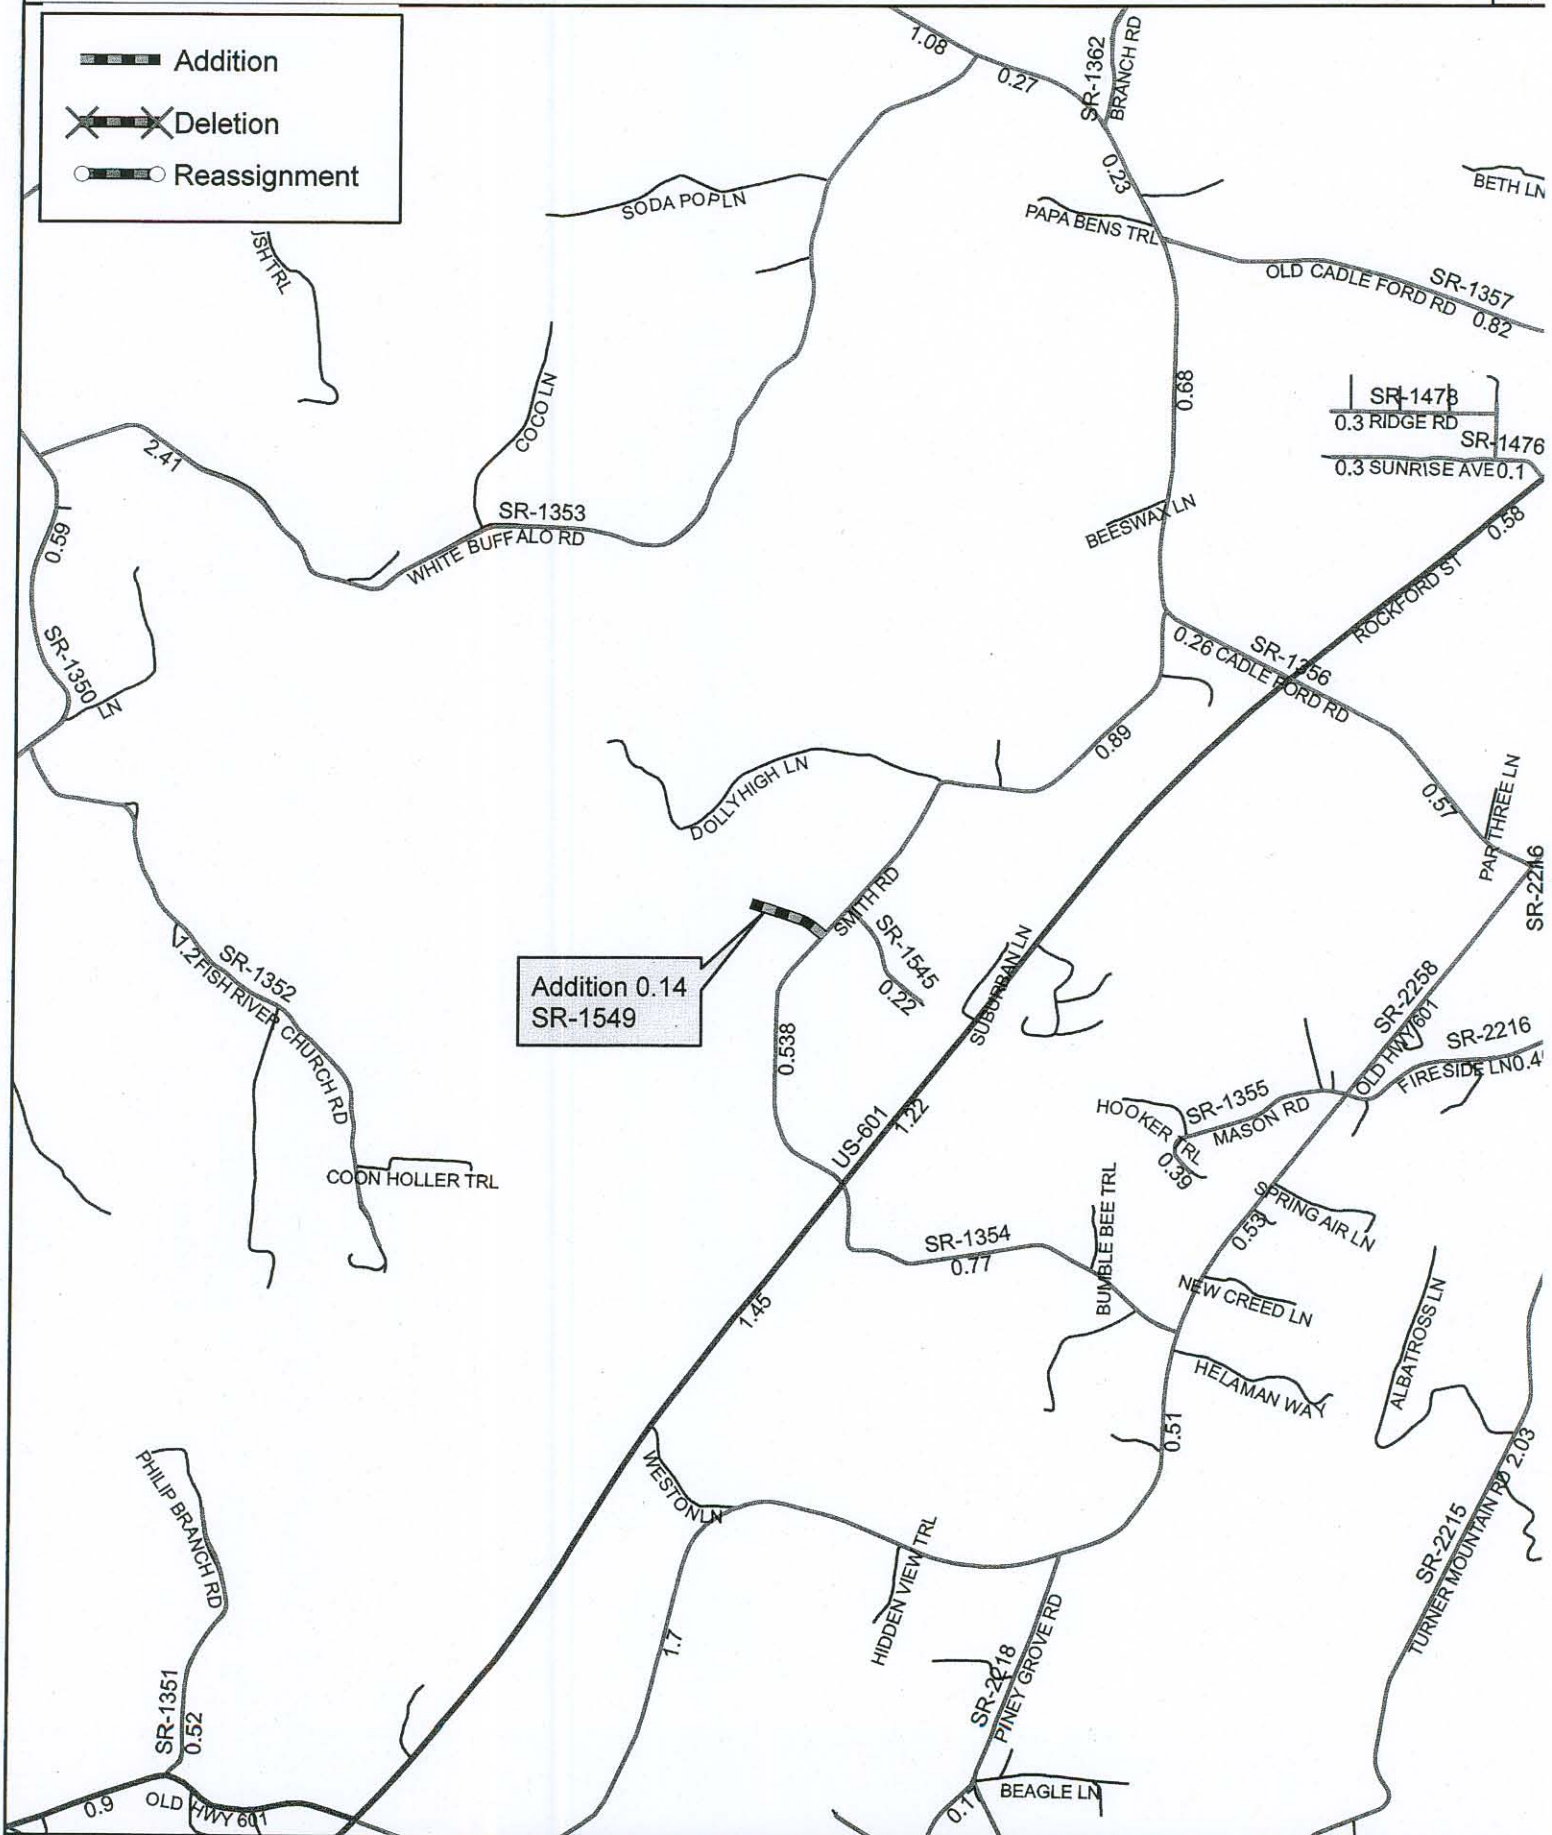 Addition
Deletion
Reassignment
1.08
0.27
SR-1362
BRANCH RD
0.23
BETH LN
SODA POP LN
PAPA BENS TRL
OLD CADLE FORD RD
SR-1357
0.82
USHTRL
0.68
COCO LN
SR-1478
0.3 RIDGE RD
SR-1476
0.3 SUNRISE AVE 0.1
2.41
SR-1353
WHITE BUFFALO RD
BEESWAX LN
0.58
ROCKFORD ST
0.59
SR-1350
LN
0.26 CADLE FORD RD
SR-1356
0.89
DOLLYHIGH LN
0.57
PAR THREE LN
SR-2216
SMITH RD
SR-1545
0.22
Addition 0.14
SR-1549
SUBURBAN LN
1.2 FISH RIVER CHURCH RD
SR-1352
0.538
SR-2258
OLD HWY 601
SR-2216
FIRESIDE LN 0.4
US-601
1.22
HOOKER TRL
SR-1355
MASON RD
0.39
COON HOLLER TRL
SPRING AIR LN
0.53
SR-1354
0.77
BUMBLE BEE TRL
NEW CREED LN
1.45
ALBATROSS LN
HELAMAN WAY
0.51
2.03
SR-2215
TURNER MOUNTAIN RD
WESTON LN
PHILIP BRANCH RD
HIDDEN VIEW TRL
1.7
SR-2218
PINEY GROVE RD
SR-1351
0.52
BEAGLE LN
0.9
OLD HWY 601